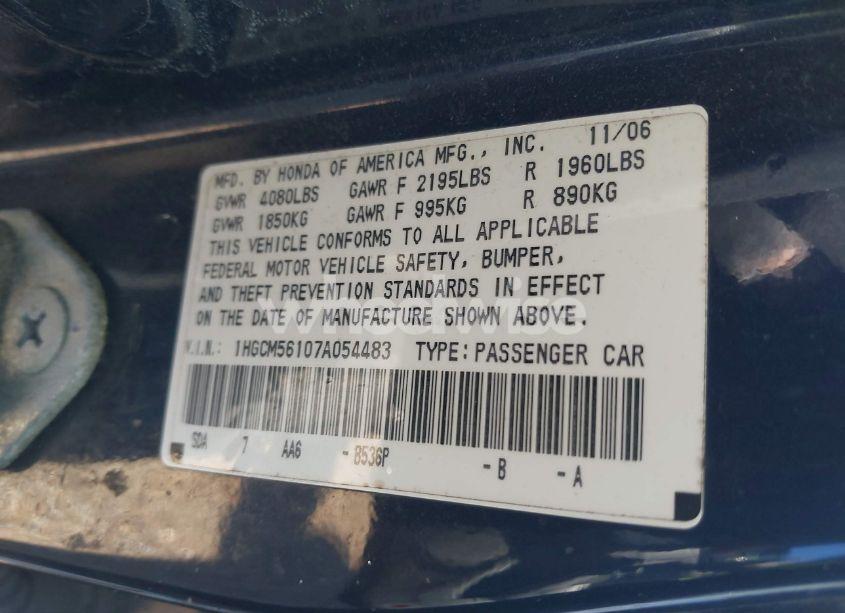 MFD. BY HONDA OF AMERICA MFG., INC. 11/06
GVWR 4080LBS GAWR F 2195LBS R 1960LBS
GVWR 1850KG GAWR F 995KG R 890KG
THIS VEHICLE CONFORMS TO ALL APPLICABLE
FEDERAL MOTOR VEHICLE SAFETY, BUMPER,
AND THEFT PREVENTION STANDARDS IN EFFECT
ON THE DATE OF MANUFACTURE SHOWN ABOVE.
V.I.N.: 1HGCM56107A054483 TYPE: PASSENGER CAR
SDA 7 AA6 - B536P - B - A